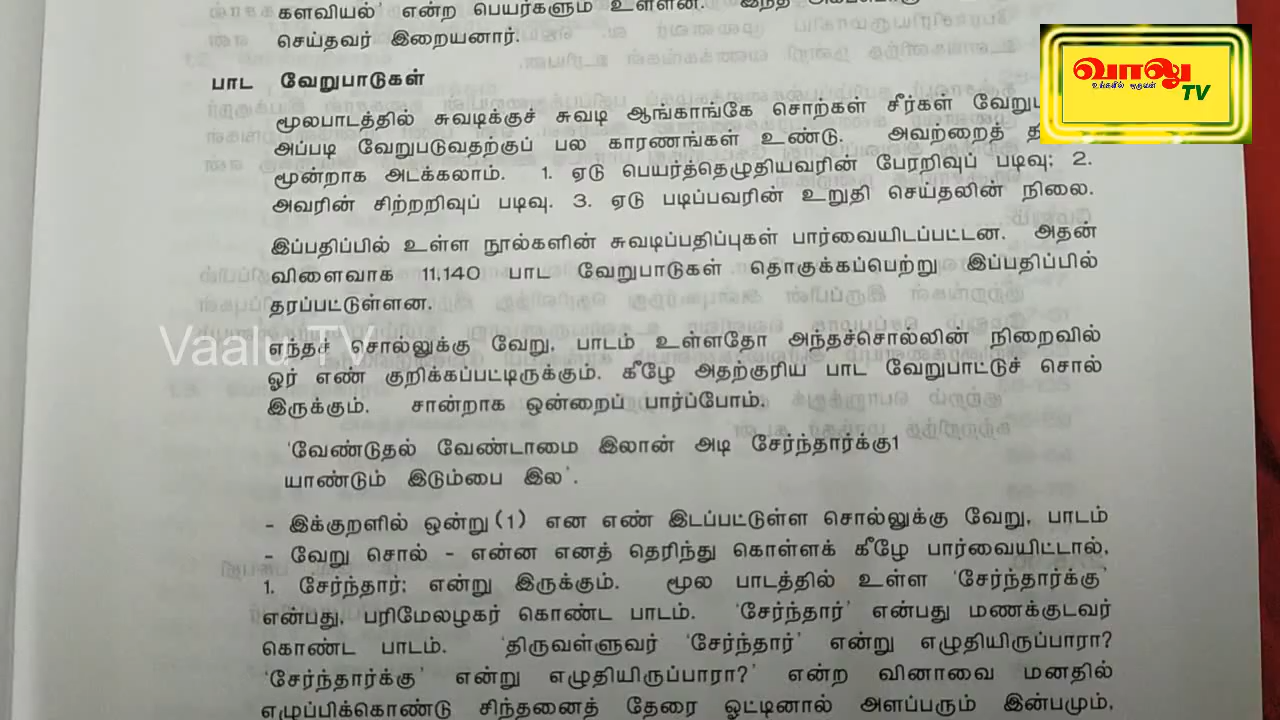 களவியல்' என்ற பெயர்களும் உள்ளன. இந்த
செய்தவர் இறையனார்.
பாட வேறுபாடுகள்
மூலபாடத்தில் சுவடிக்குச் சுவடி ஆங்காங்கே சொற்கள் சீர்கள்
அப்படி வேறுபடுவதற்குப் பல காரணங்கள் உண்டு. அவற்றைத்
மூன்றாக அடக்கலாம். 1. ஏடு பெயர்த்தெழுதியவரின் பேரறிவுப் படிவு; 2.
அவரின் சிற்றறிவுப் படிவு. 3. ஏடு படிப்பவரின் உறுதி செய்தலின் நிலை.
இப்பதிப்பில் உள்ள நூல்களின் சுவடிப்பதிப்புகள் பார்வையிடப்பட்டன. அதன்
விளைவாக 11,140 பாட வேறுபாடுகள் தொகுக்கப்பெற்று இப்பதிப்பில்
தரப்பட்டுள்ளன.
எந்தச் சொல்லுக்கு வேறு, பாடம் உள்ளதோ அந்தச்சொல்லின் நிறைவில்
ஓர் எண் குறிக்கப்பட்டிருக்கும். கீழே அதற்குரிய பாட வேறுபாட்டுச் சொல்
இருக்கும். சான்றாக ஒன்றைப் பார்ப்போம்.
'வேண்டுதல் வேண்டாமை இலான் அடி சேர்ந்தார்க்கு1
யாண்டும் இடும்பை இல'.
- இக்குறளில் ஒன்று (1) என எண் இடப்பட்டுள்ள சொல்லுக்கு வேறு, பாடம்
- வேறு சொல் - என்ன எனத் தெரிந்து கொள்ளக் கீழே பார்வையிட்டால்,
1. சேர்ந்தார்; என்று இருக்கும். மூல பாடத்தில் உள்ள 'சேர்ந்தார்க்கு'
என்பது, பரிமேலழகர் கொண்ட பாடம். 'சேர்ந்தார்' என்பது மணக்குடவர்
கொண்ட பாடம். 'திருவள்ளுவர் 'சேர்ந்தார்' என்று எழுதியிருப்பாரா?
'சேர்ந்தார்க்கு' என்று எழுதியிருப்பாரா?' என்ற வினாவை மனதில்
எழுப்பிக்கொண்டு சிந்தனைத் தேரை ஓட்டினால் அளப்பரும் இன்பமும்,
வாலு
உங்களில் ஒருவன்
TV
Vaalu TV